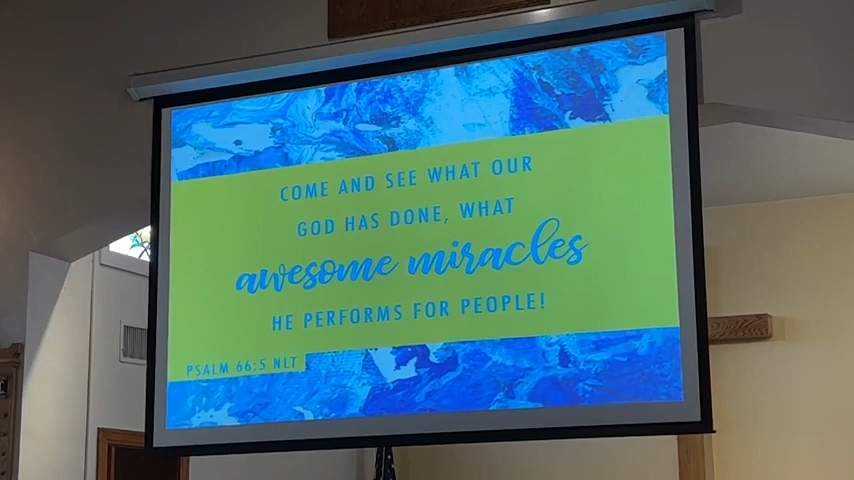 COME AND SEE WHAT OUR
GOD HAS DONE, WHAT
awesome miracles
HE PERFORMS FOR PEOPLE!
PSALM 66:5 NLT